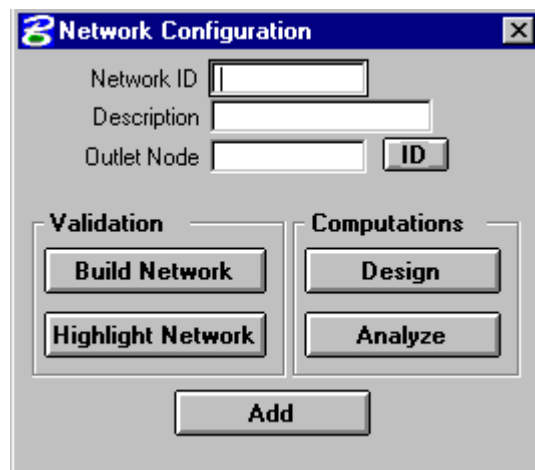 Network Configuration
Network ID
Description
Outlet Node ID
Validation Computations
Build Network Design
Highlight Network Analyze
Add